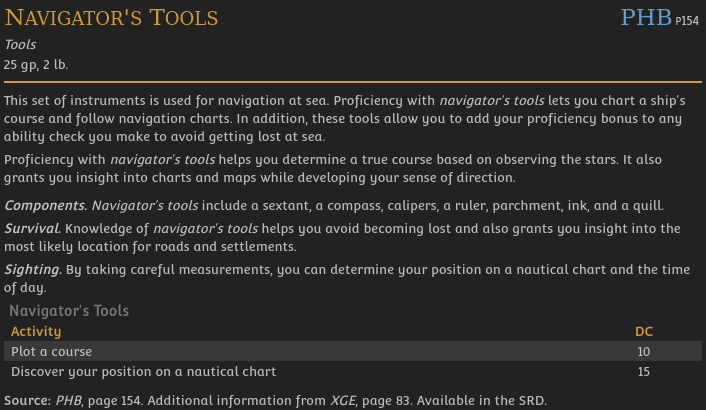 NAVIGATOR'S TOOLS PHB P154
Tools
25 gp, 2 lb.
This set of instruments is used for navigation at sea. Proficiency with navigator's tools lets you chart a ship's
course and follow navigation charts. In addition, these tools allow you to add your proficiency bonus to any
ability check you make to avoid getting lost at sea.
Proficiency with navigator's tools helps you determine a true course based on observing the stars. It also
grants you insight into charts and maps while developing your sense of direction.
Components. Navigator's tools include a sextant, a compass, calipers, a ruler, parchment, ink, and a quill.
Survival. Knowledge of navigator's tools helps you avoid becoming lost and also grants you insight into the
most likely location for roads and settlements.
Sighting. By taking careful measurements, you can determine your position on a nautical chart and the time
of day.
Navigator's Tools
Activity DC
Plot a course 10
Discover your position on a nautical chart 15
Source: PHB, page 154. Additional information from XGE, page 83. Available in the SRD.